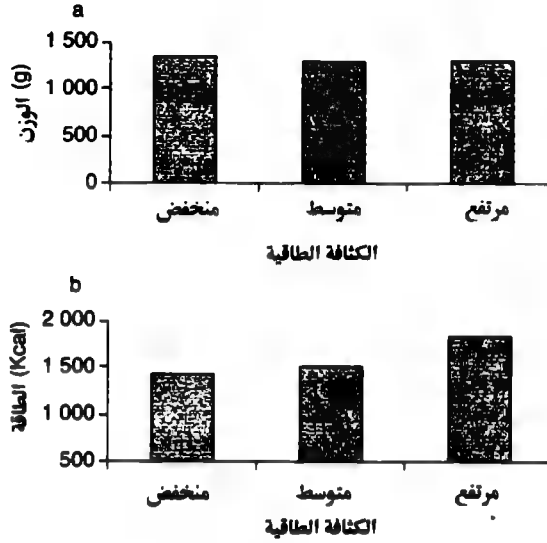 a
الوزن (g)
1 500
1 000
500
0
منخفض
متوسط
مرتفع
الكثافة الطاقية
b
الطاقة (Kcal)
2 000
1 500
1 000
500
منخفض
متوسط
مرتفع
الكثافة الطاقية